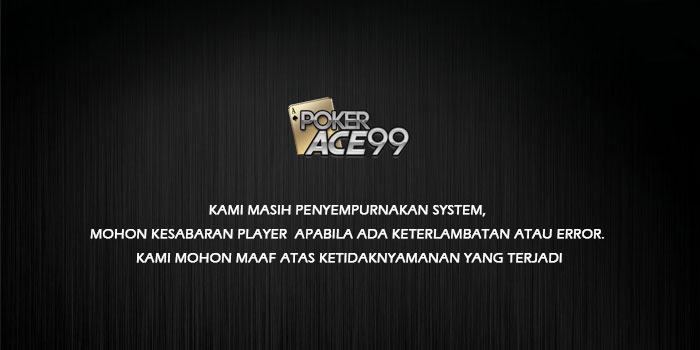 A
POKER
ACE99
KAMI MASIH PENYEMPURNAKAN SYSTEM,
MOHON KESABARAN PLAYER APABILA ADA KETERLAMBATAN ATAU ERROR.
KAMI MOHON MAAF ATAS KETIDAKNYAMANAN YANG TERJADI